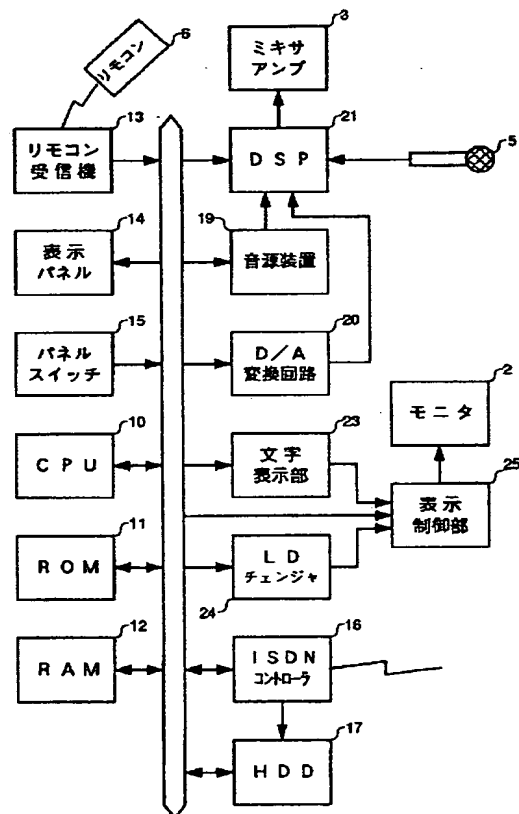 6
リモコン
3
ミキサ
アンプ
13
リモコン
受信機
21
DSP
5
14
表示
パネル
19
音源装置
15
パネル
スイッチ
20
D/A
変換回路
2
モニタ
10
CPU
23
文字
表示部
25
表示
制御部
11
ROM
LD
チェンジャ
24
12
RAM
16
ISDN
コントローラ
17
HDD